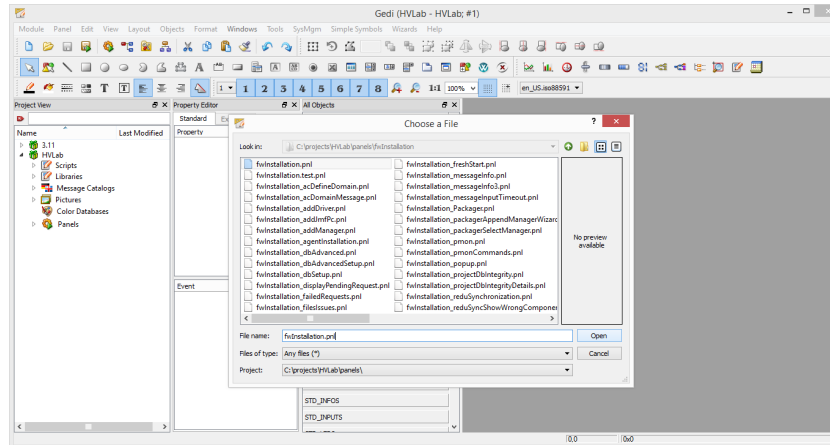 Gedi (HVLab - HVLab; #1)
Module Panel Edit View Layout Objects Format Windows Tools SysMgm Simple Symbols Wizards Help
1 1 2 3 4 5 6 7 8 1:1 100% en_US.iso88591
Project View
Property Editor
All Objects
Name Last Modified
3.11
HVLab
Scripts
Libraries
Message Catalogs
Pictures
Color Databases
Panels
Standard
Property
Event
Choose a File
Look in: C:\projects\HVLab\panels\fwInstallation
fwInstallation.pnl
fwInstallation.test.pnl
fwInstallation_acDefineDomain.pnl
fwInstallation_acDomainMessage.pnl
fwInstallation_addDriver.pnl
fwInstallation_addJmfPc.pnl
fwInstallation_addManager.pnl
fwInstallation_agentInstallation.pnl
fwInstallation_dbAdvanced.pnl
fwInstallation_dbAdvancedSetup.pnl
fwInstallation_dbSetup.pnl
fwInstallation_displayPendingRequest.pnl
fwInstallation_failedRequests.pnl
fwInstallation_filesIssues.pnl
fwInstallation_freshStart.pnl
fwInstallation_messageInfo.pnl
fwInstallation_messageInfo3.pnl
fwInstallation_messageInputTimeout.pnl
fwInstallation_Packager.pnl
fwInstallation_packagerAppendManagerWizard
fwInstallation_packagerSelectManager.pnl
fwInstallation_pmon.pnl
fwInstallation_pmonCommands.pnl
fwInstallation_popup.pnl
fwInstallation_projectDbIntegrity.pnl
fwInstallation_projectDbIntegrityDetails.pnl
fwInstallation_reduSynchronization.pnl
fwInstallation_reduSyncShowWrongComponen
No preview
available
File name: fwInstallation.pnl
Open
Files of type: Any files (*)
Cancel
Project: C:\projects\HVLab\panels\
STD_INFOS
STD_INPUTS
0,0 0x0